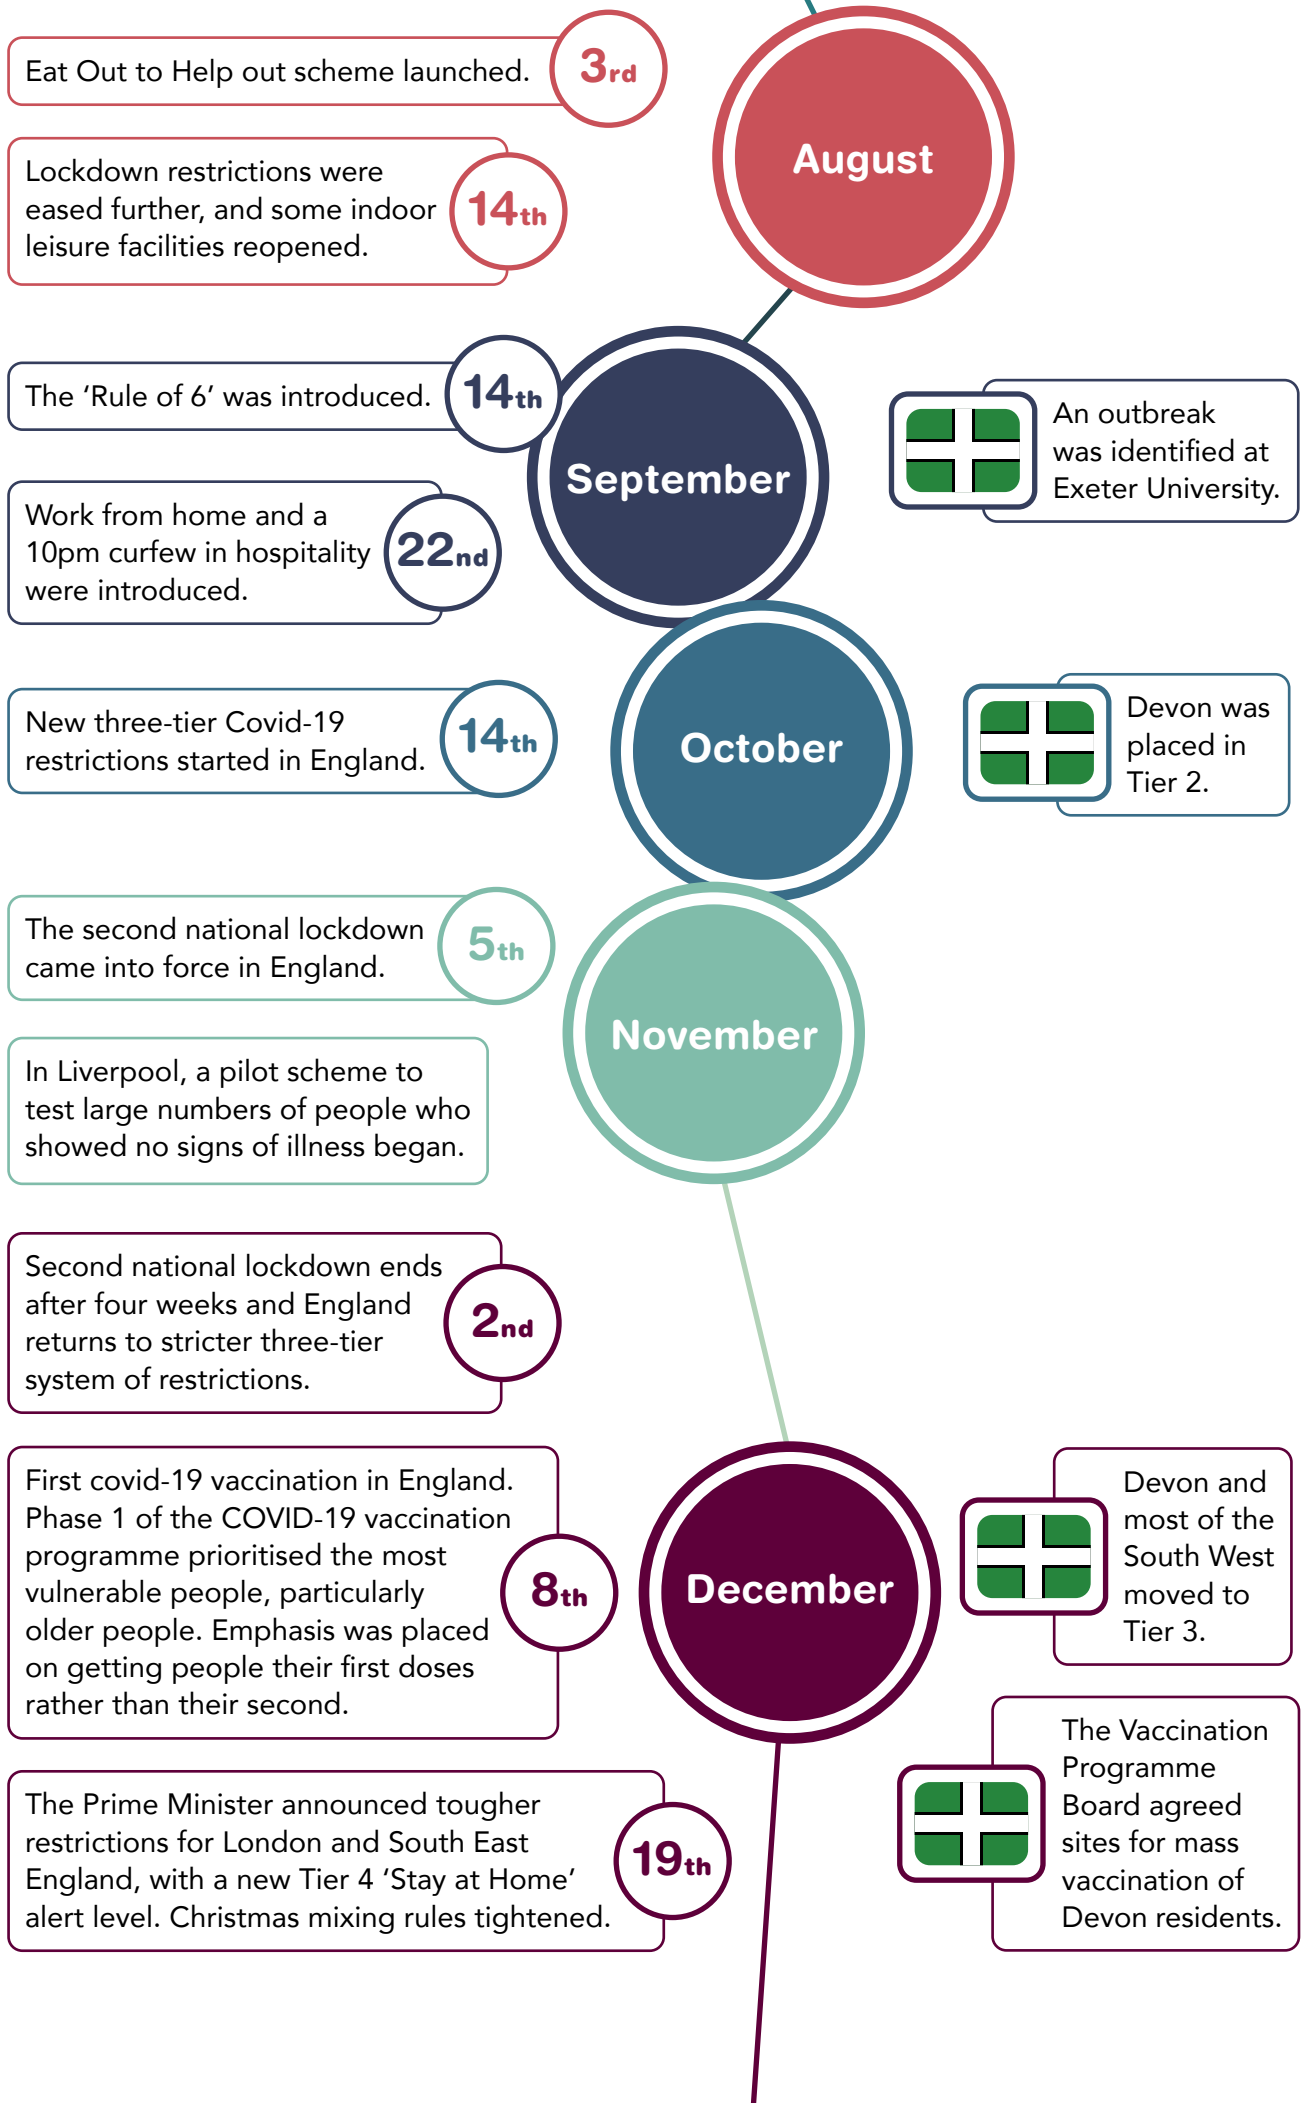 Eat Out to Help out scheme launched.
3rd
August
Lockdown restrictions were
eased further, and some indoor
leisure facilities reopened.
14th
The ‘Rule of 6’ was introduced.
14th
September
Work from home and a
10pm curfew in hospitality
were introduced.
22nd
An outbreak
was identified at
Exeter University.
New three-tier Covid-19
restrictions started in England.
14th
October
Devon was
placed in
Tier 2.
The second national lockdown
came into force in England.
5th
November
In Liverpool, a pilot scheme to
test large numbers of people who
showed no signs of illness began.
Second national lockdown ends
after four weeks and England
returns to stricter three-tier
system of restrictions.
2nd
First covid-19 vaccination in England.
Phase 1 of the COVID-19 vaccination
programme prioritised the most
vulnerable people, particularly
older people. Emphasis was placed
on getting people their first doses
rather than their second.
8th
December
Devon and
most of the
South West
moved to
Tier 3.
The Prime Minister announced tougher
restrictions for London and South East
England, with a new Tier 4 ‘Stay at Home’
alert level. Christmas mixing rules tightened.
19th
The Vaccination
Programme
Board agreed
sites for mass
vaccination of
Devon residents.